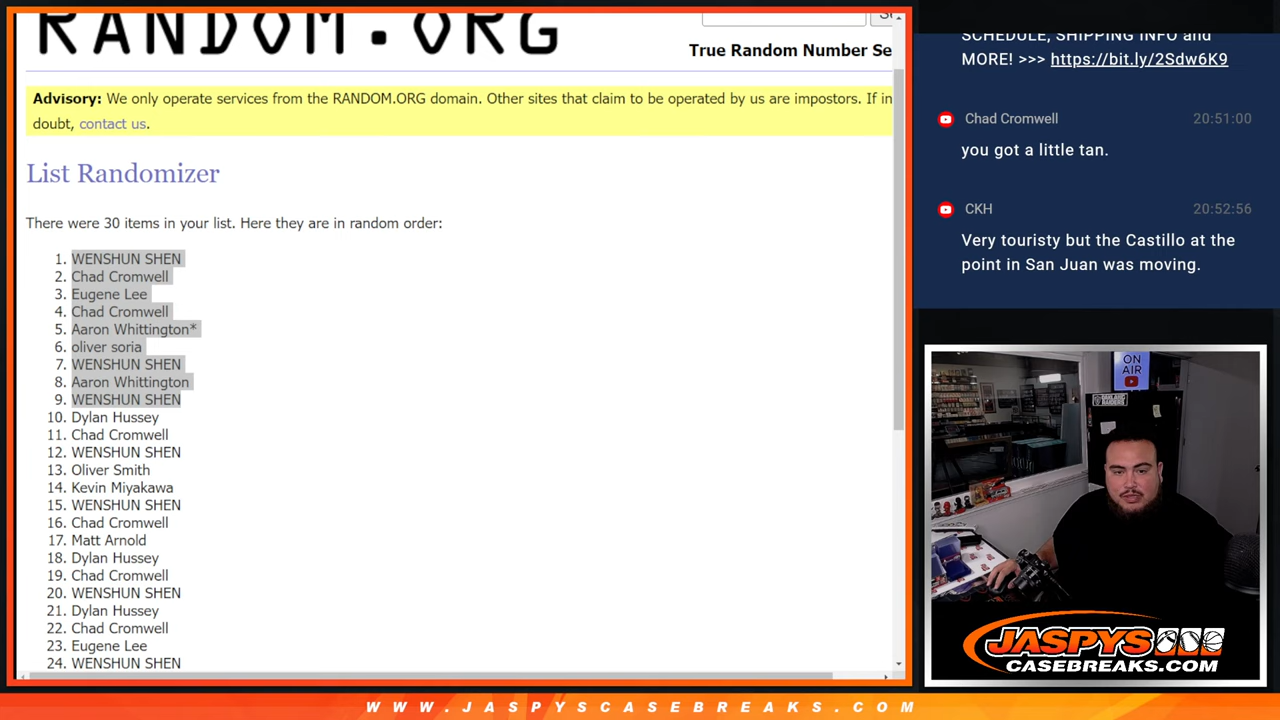 RANDOM.ORG
True Random Number Se
Advisory: We only operate services from the RANDOM.ORG domain. Other sites that claim to be operated by us are impostors. If in
doubt, contact us.
List Randomizer
There were 30 items in your list. Here they are in random order:
1. WENSHUN SHEN
2. Chad Cromwell
3. Eugene Lee
4. Chad Cromwell
5. Aaron Whittington*
6. oliver soria
7. WENSHUN SHEN
8. Aaron Whittington
9. WENSHUN SHEN
10. Dylan Hussey
11. Chad Cromwell
12. WENSHUN SHEN
13. Oliver Smith
14. Kevin Miyakawa
15. WENSHUN SHEN
16. Chad Cromwell
17. Matt Arnold
18. Dylan Hussey
19. Chad Cromwell
20. WENSHUN SHEN
21. Dylan Hussey
22. Chad Cromwell
23. Eugene Lee
24. WENSHUN SHEN
SCHEDULE, SHIPPING INFO and
MORE! >>> https://bit.ly/2Sdw6K9
Chad Cromwell 20:51:00
you got a little tan.
CKH 20:52:56
Very touristy but the Castillo at the
point in San Juan was moving.
ON
AIR
JASPYS
CASEBREAKS.COM
WWW.JASPYSCASEBREAKS.COM